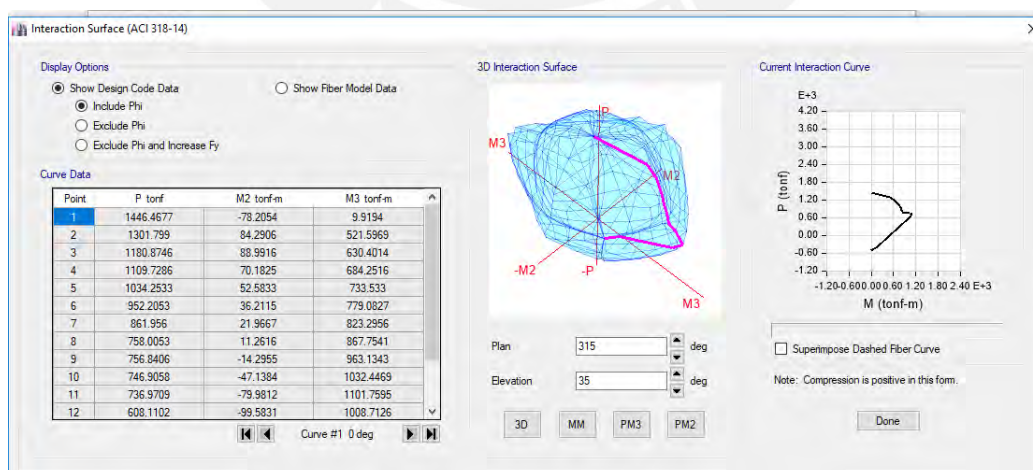 Interaction Surface (ACI 318-14)
Display Options
Show Design Code Data
Show Fiber Model Data
Include Phi
Exclude Phi
Exclude Phi and Increase Fy
Curve Data
Point P tonf M2 tonf-m M3 tonf-m
1 1446.4677 -78.2054 9.9194
2 1301.799 84.2906 521.5969
3 1180.8746 88.9916 630.4014
4 1109.7286 70.1825 684.2516
5 1034.2533 52.5833 733.533
6 952.2053 36.2115 779.0827
7 861.956 21.9667 823.2956
8 758.0053 11.2616 867.7541
9 756.8406 -14.2955 963.1343
10 746.9058 -47.1384 1032.4469
11 736.9709 -79.9812 1101.7595
12 608.1102 -99.5831 1008.7126
Curve #1 0 deg
3D Interaction Surface
P
M3
M2
-M2
-P
M3
Plan 315 deg
Elevation 35 deg
3D MM PM3 PM2
Current Interaction Curve
E+3
4.20
3.60
3.00
2.40
1.80
1.20
0.60
0.00
-0.60
-1.20
P (tonf)
-1.20-0.600.00 0.60 1.20 1.80 2.40 E+3
M (tonf-m)
Superimpose Dashed Fiber Curve
Note: Compression is positive in this form.
Done